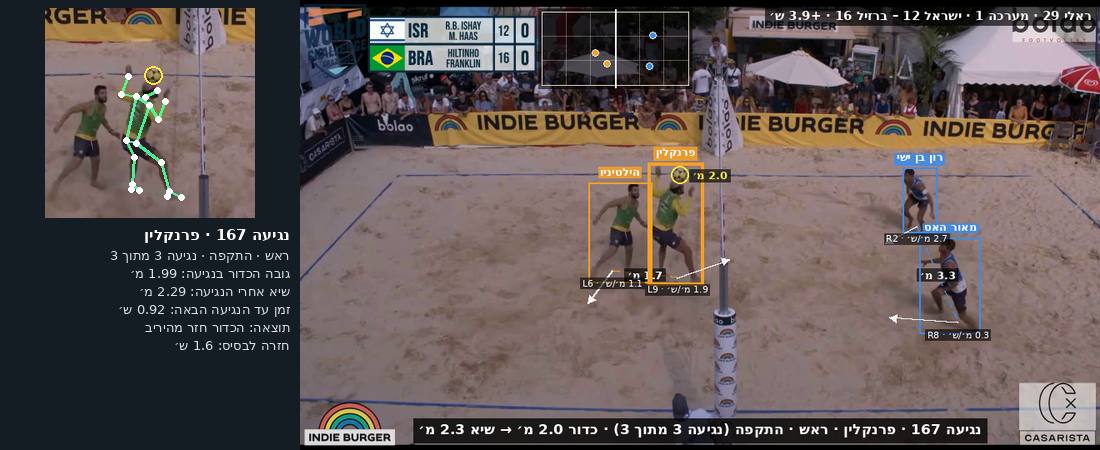 נגיעה 167 · פרנקלין
ראש · התקפה · נגיעה 3 מתוך 3
גובה הכדור בנגיעה: 1.99 מ׳
שיא אחרי הנגיעה: 2.29 מ׳
זמן עד הנגיעה הבאה: 0.92 ש׳
תוצאה: הכדור חזר מהיריב
חזרה לבסיס: 1.6 ש׳
ראלי 29 · מערכה 1 · ישראל 12 – ברזיל 16 · +3.9 ש׳
ISR R.B. ISHAY M. HAAS 12 0
BRA HILTINHO FRANKLIN 16 0
bolao
FOOTVOLLEY
CASARISTA
bolao
INDIE BURGER
INDIE BURGER
INDIE BURGER
פרנקלין
הילטיניו
2.0 מ׳
רון בן ישי
מאור האס
R2 · 2.7 מ׳/ש׳
3.3 מ׳
1.7 מ׳
L6 · 1.1 מ׳/ש׳
L9 · 1.9 מ׳/ש׳
R8 · 0.3 מ׳/ש׳
INDIE BURGER
נגיעה 167 · פרנקלין · ראש · התקפה (נגיעה 3 מתוך 3) · כדור 2.0 מ׳ → שיא 2.3 מ׳
CASARISTA